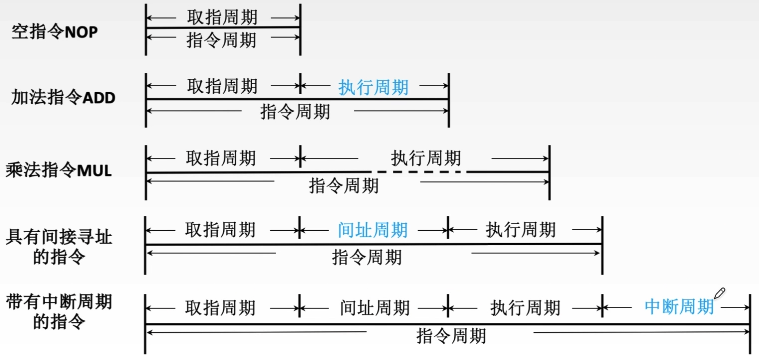 取指周期
空指令NOP
指令周期
取指周期 执行周期
加法指令ADD
指令周期
取指周期 执行周期
乘法指令MUL
指令周期
具有间接寻址
的指令
取指周期 间址周期 执行周期
指令周期
带有中断周期
的指令
取指周期 间址周期 执行周期 中断周期
指令周期